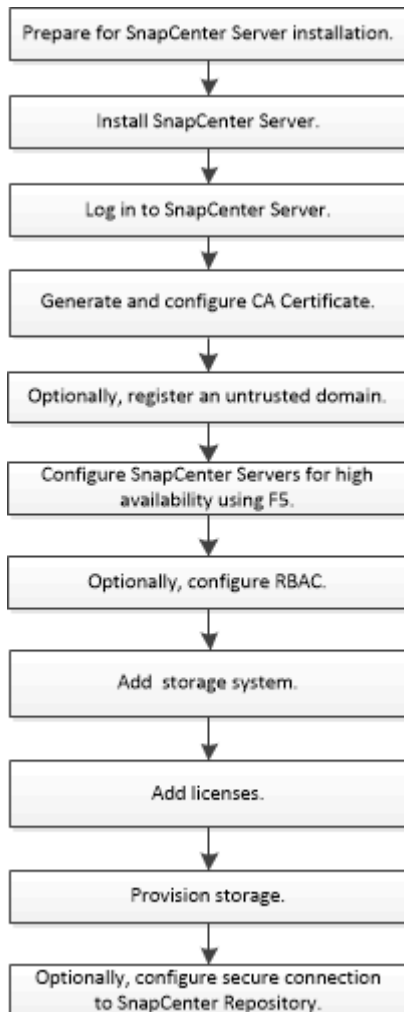 Prepare for SnapCenter Server installation.
Install SnapCenter Server.
Log in to SnapCenter Server.
Generate and configure CA Certificate.
Optionally, register an untrusted domain.
Configure SnapCenter Servers for high
availability using F5.
Optionally, configure RBAC.
Add storage system.
Add licenses.
Provision storage.
Optionally, configure secure connection
to SnapCenter Repository.